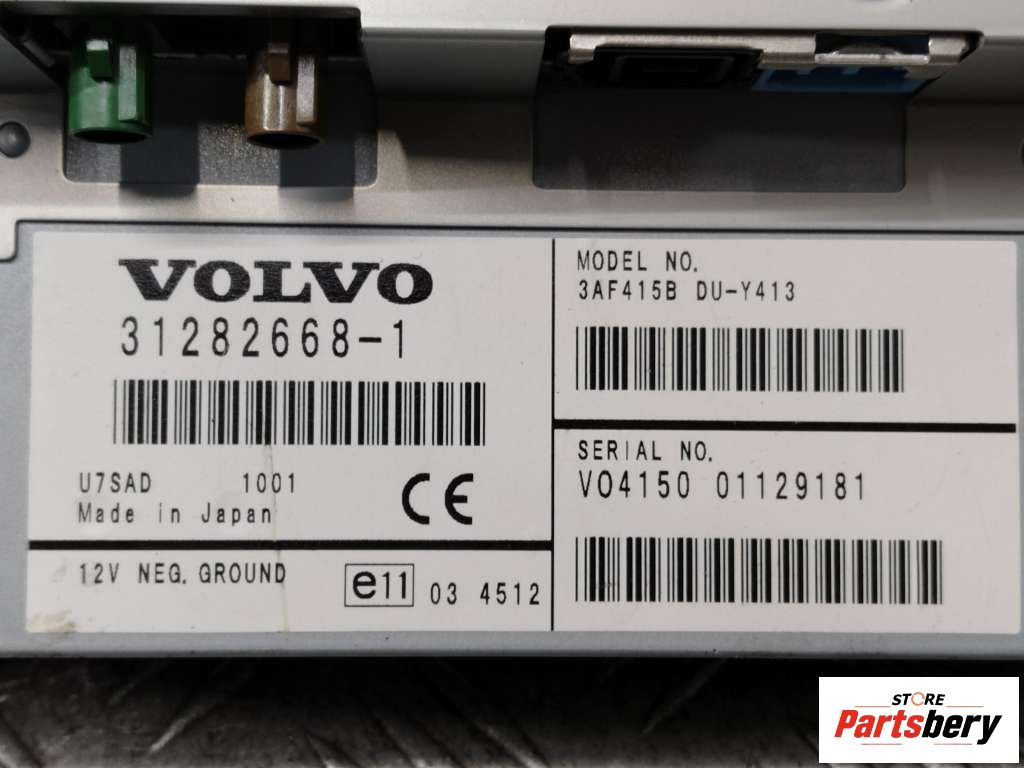 VOLVO
31282668-1
U7SAD 1001
Made in Japan
CE
12V NEG. GROUND
e11 03 4512
MODEL NO.
3AF415B DU-Y413
SERIAL NO.
VO4150 01129181
STORE
Partsbery